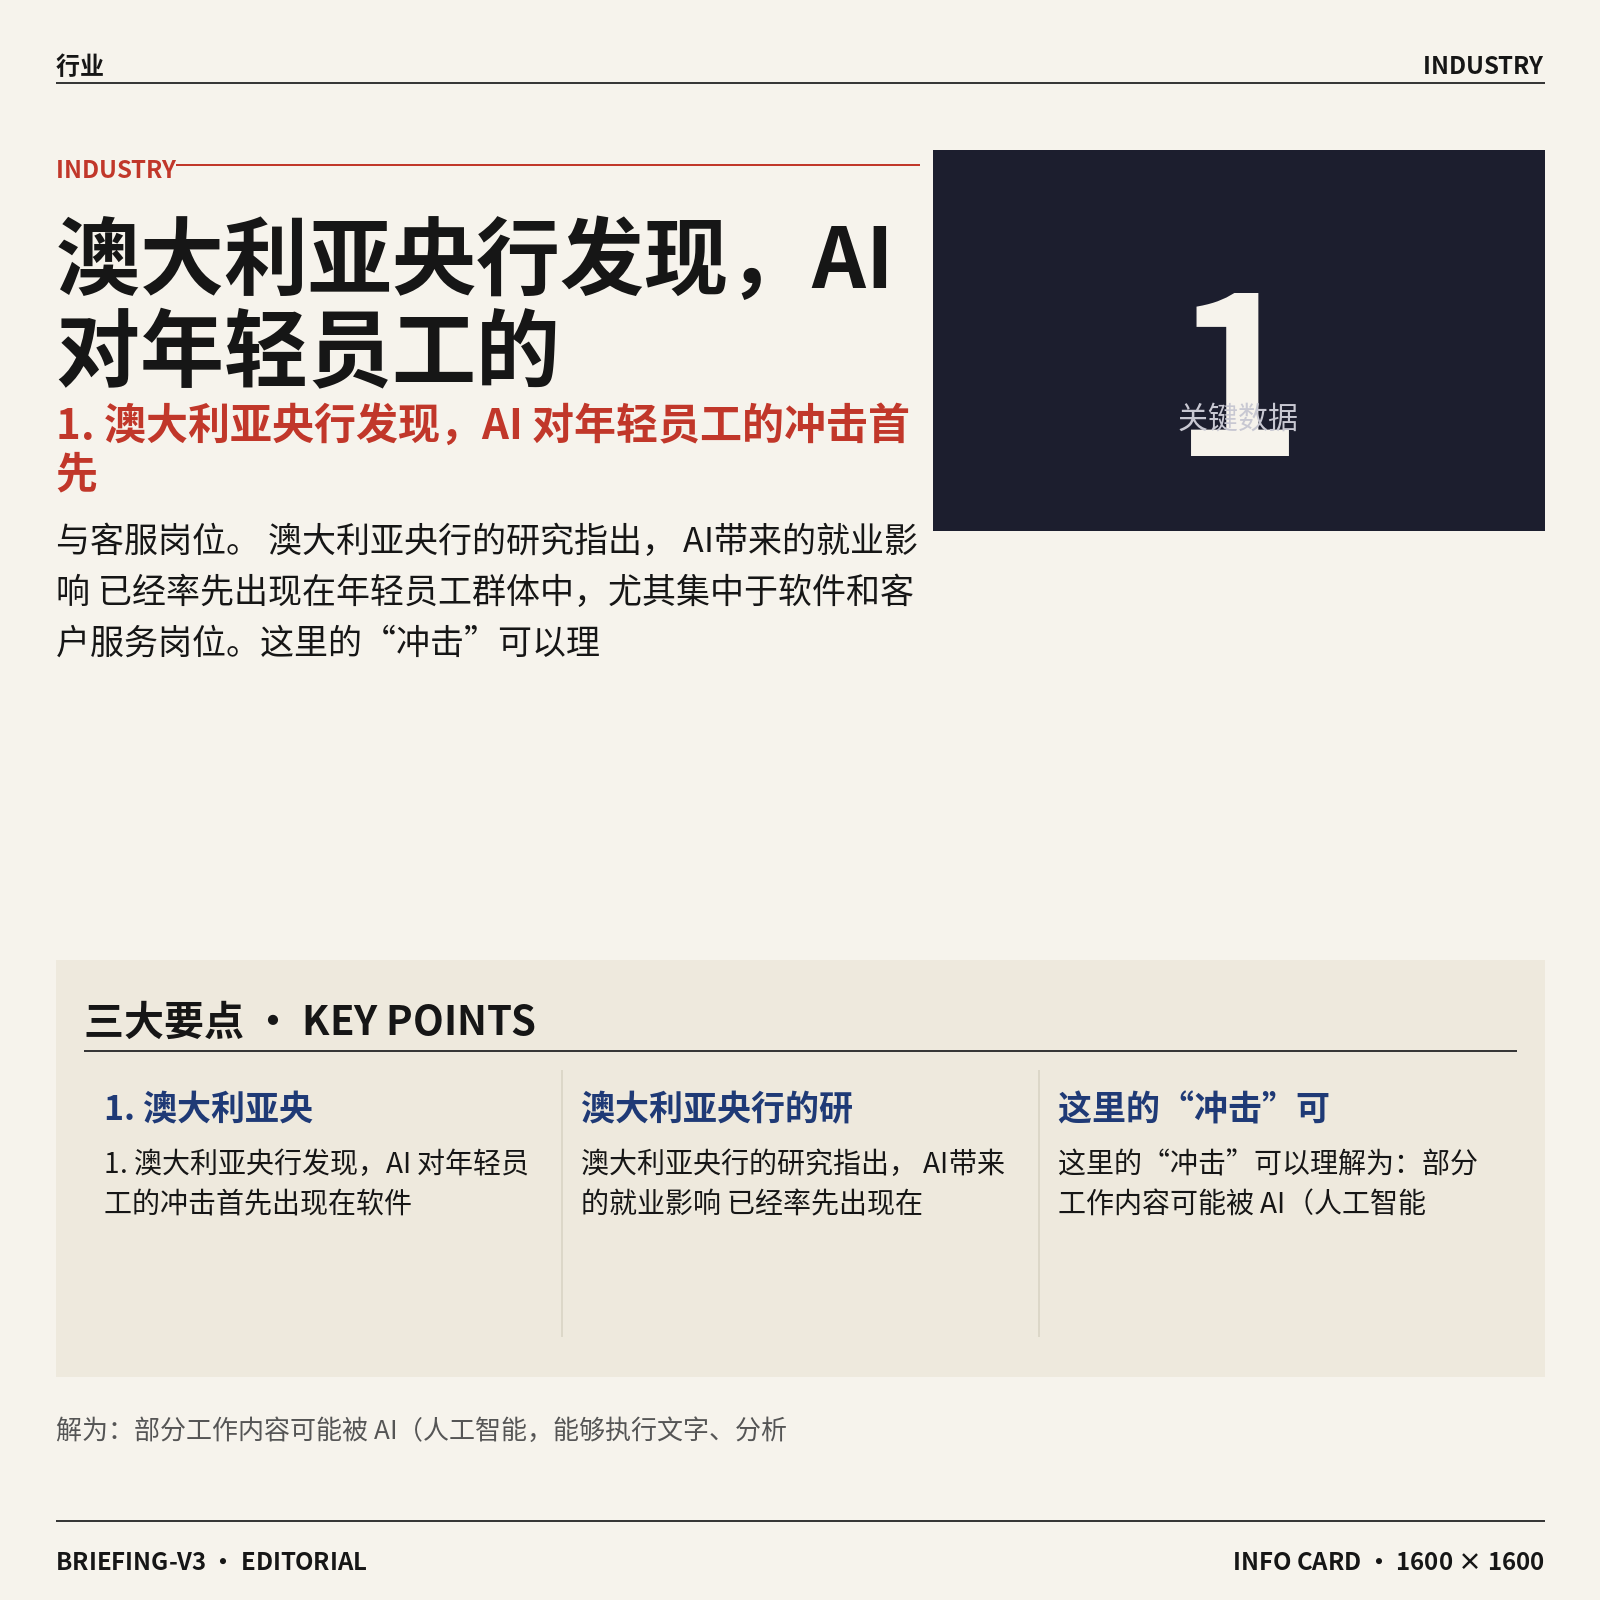 行业
INDUSTRY
INDUSTRY
澳大利亚央行发现，AI
对年轻员工的
1. 澳大利亚央行发现，AI 对年轻员工的冲击首
先
与客服岗位。 澳大利亚央行的研究指出， AI带来的就业影
响 已经率先出现在年轻员工群体中，尤其集中于软件和客
户服务岗位。这里的“冲击”可以理
1
关键数据
三大要点 · KEY POINTS
1. 澳大利亚央
1. 澳大利亚央行发现，AI 对年轻员
工的冲击首先出现在软件
澳大利亚央行的研
澳大利亚央行的研究指出， AI带来
的就业影响 已经率先出现在
这里的“冲击”可
这里的“冲击”可以理解为：部分
工作内容可能被 AI（人工智能
解为：部分工作内容可能被 AI（人工智能，能够执行文字、分析
BRIEFING-V3 · EDITORIAL
INFO CARD · 1600 × 1600